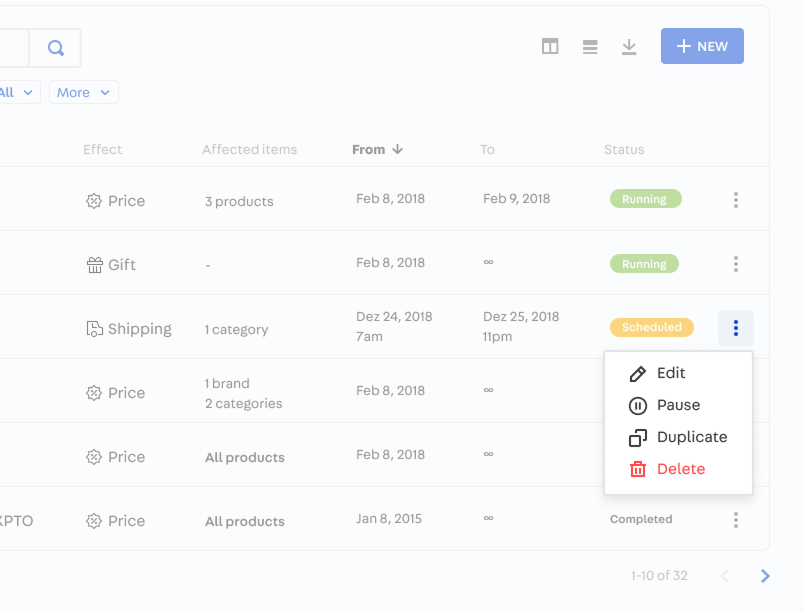 + NEW
All
More
Effect Affected items From To Status
Price 3 products Feb 8, 2018 Feb 9, 2018 Running
Gift - Feb 8, 2018 ∞ Running
Shipping 1 category Dez 24, 2018 Dez 25, 2018 Scheduled
7am 11pm
Price 1 brand Feb 8, 2018 ∞
2 categories
Edit
Pause
Duplicate
Delete
Price All products Feb 8, 2018 ∞
XPTO Price All products Jan 8, 2015 ∞ Completed
1-10 of 32